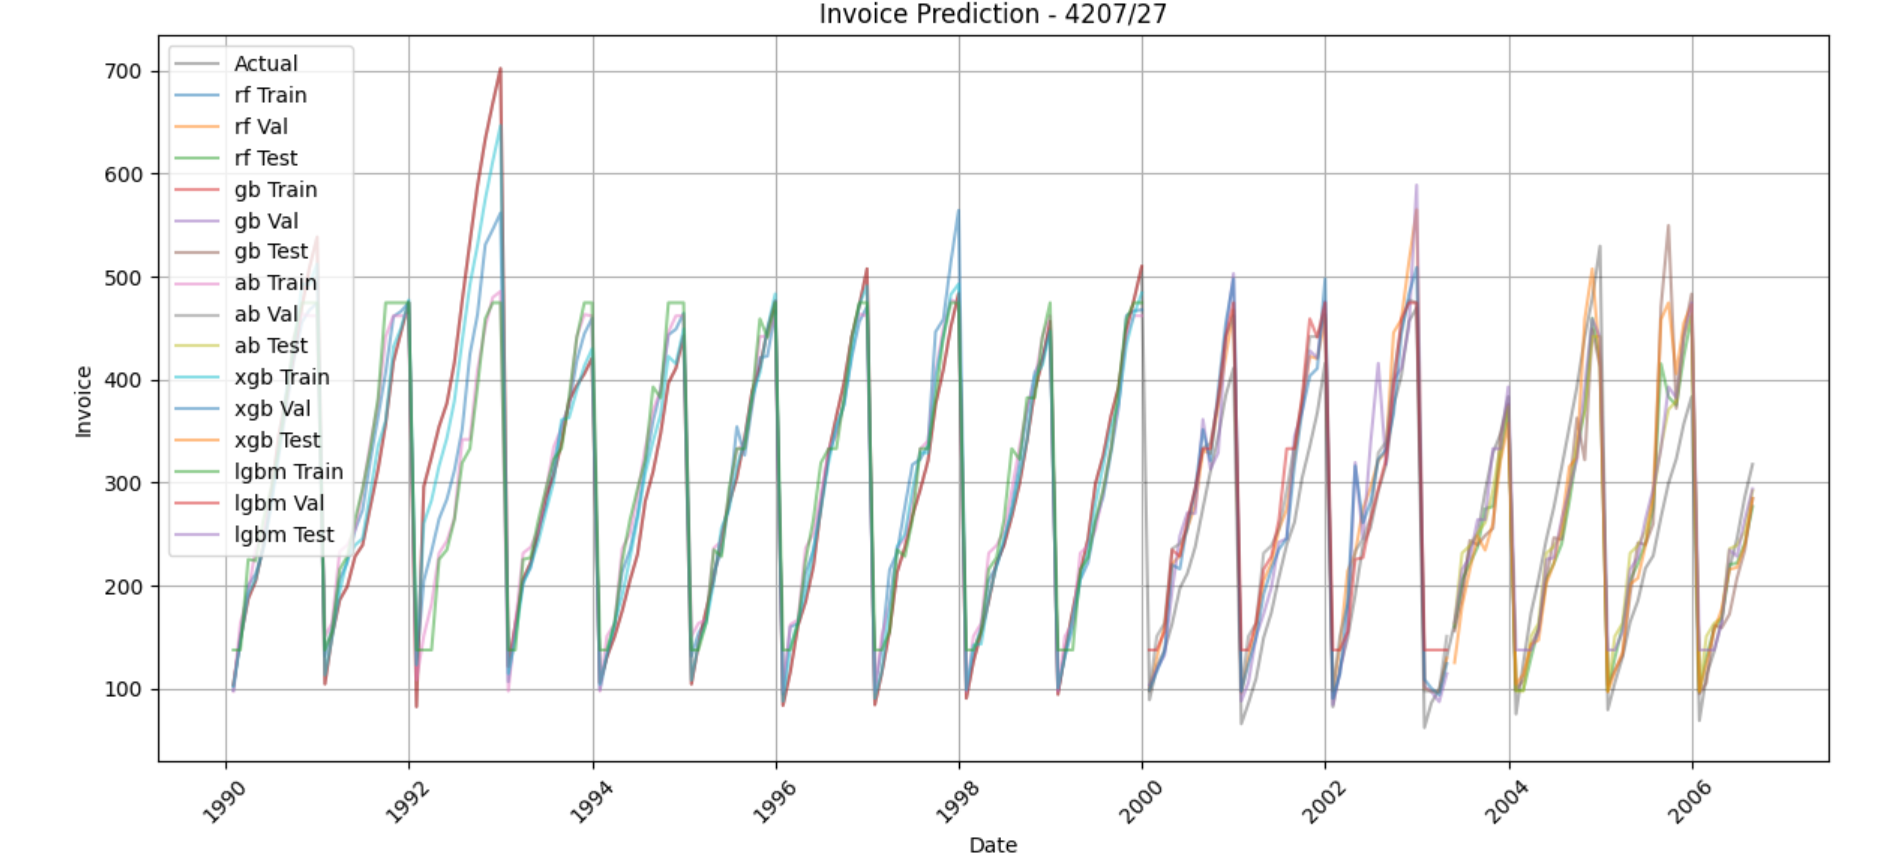 Invoice Prediction - 4207/27
700
600
500
400
300
200
100
Invoice
Actual
rf Train
rf Val
rf Test
gb Train
gb Val
gb Test
ab Train
ab Val
ab Test
xgb Train
xgb Val
xgb Test
lgbm Train
lgbm Val
lgbm Test
1990
1992
1994
1996
1998
2000
2002
2004
2006
Date